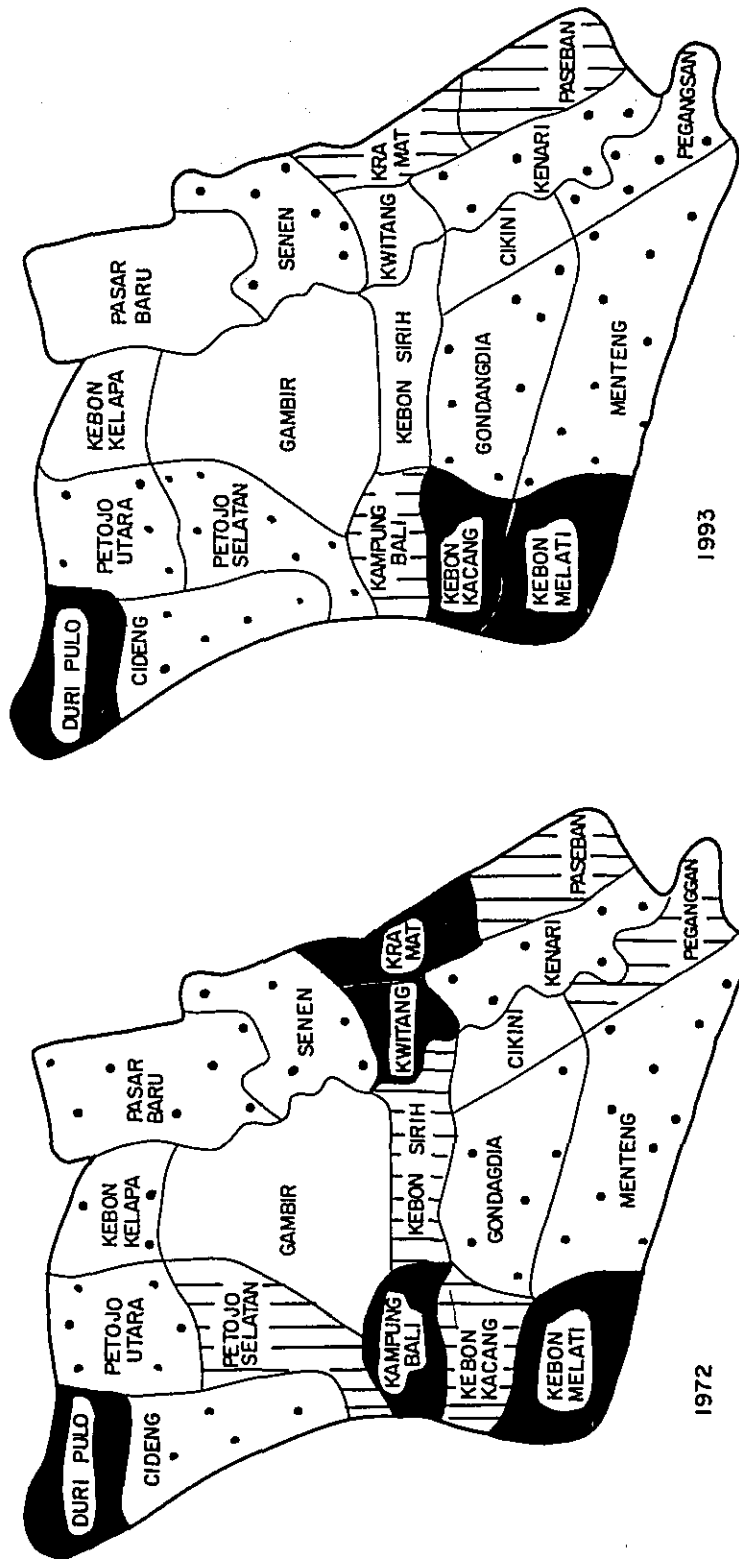 DURI PULO
CIDENG
PETOJO
UTARA
PETOJO
SELATAN
KEBON
KELAPA
PASAR
BARU
GAMBIR
SENEN
KAMPUNG
BALI
KEBON SIRIH
KWITANG
KRA
MAT
KEBON
KACANG
GONDAGDIA
CIKINI
KENARI
PASEBAN
KEBON
MELATI
MENTENG
PEGANGGAN
1972
DURI PULO
CIDENG
PETOJO
UTARA
PETOJO
SELATAN
KEBON
KELAPA
PASAR
BARU
GAMBIR
SENEN
KAMPUNG
BALI
KEBON SIRIH
KWITANG
KRA
MAT
KEBON
KACANG
GONDANGDIA
CIKINI
KENARI
PASEBAN
KEBON
MELATI
MENTENG
PEGANGSAN
1993